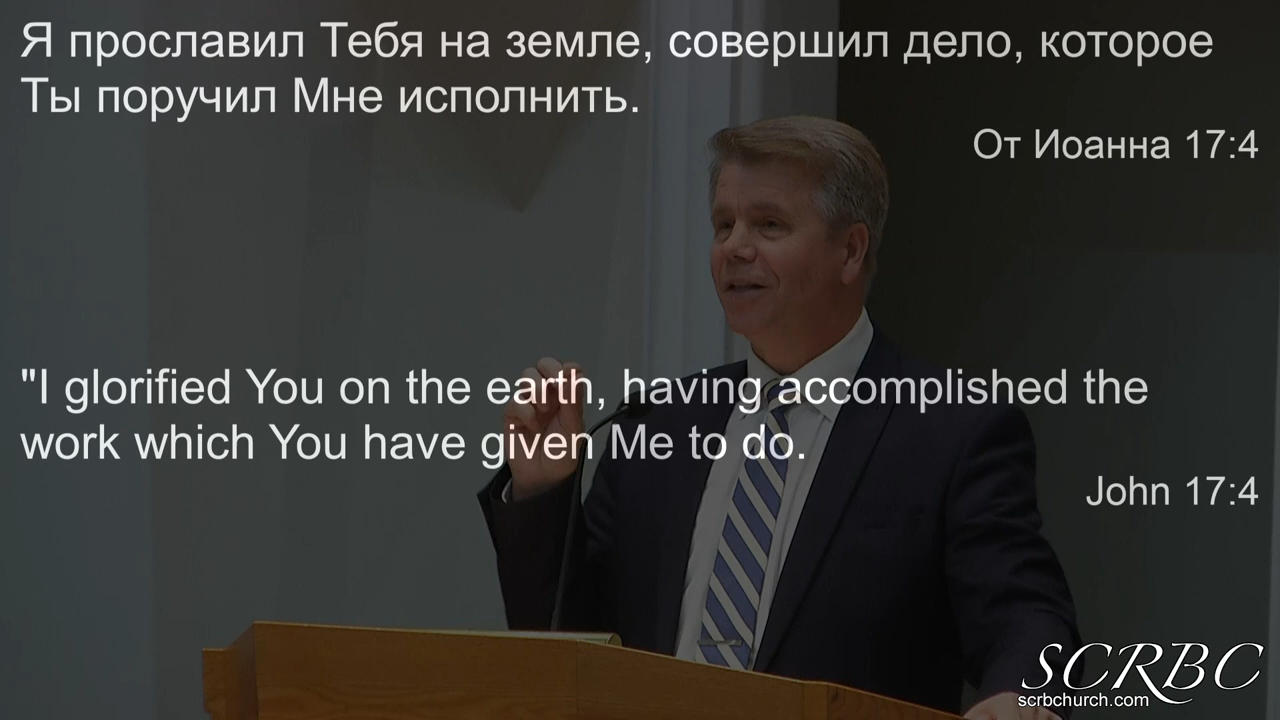 Я прославил Тебя на земле, совершил дело, которое
Ты поручил Мне исполнить.
От Иоанна 17:4
"I glorified You on the earth, having accomplished the
work which You have given Me to do.
John 17:4
SCRBC
scrbchurch.com